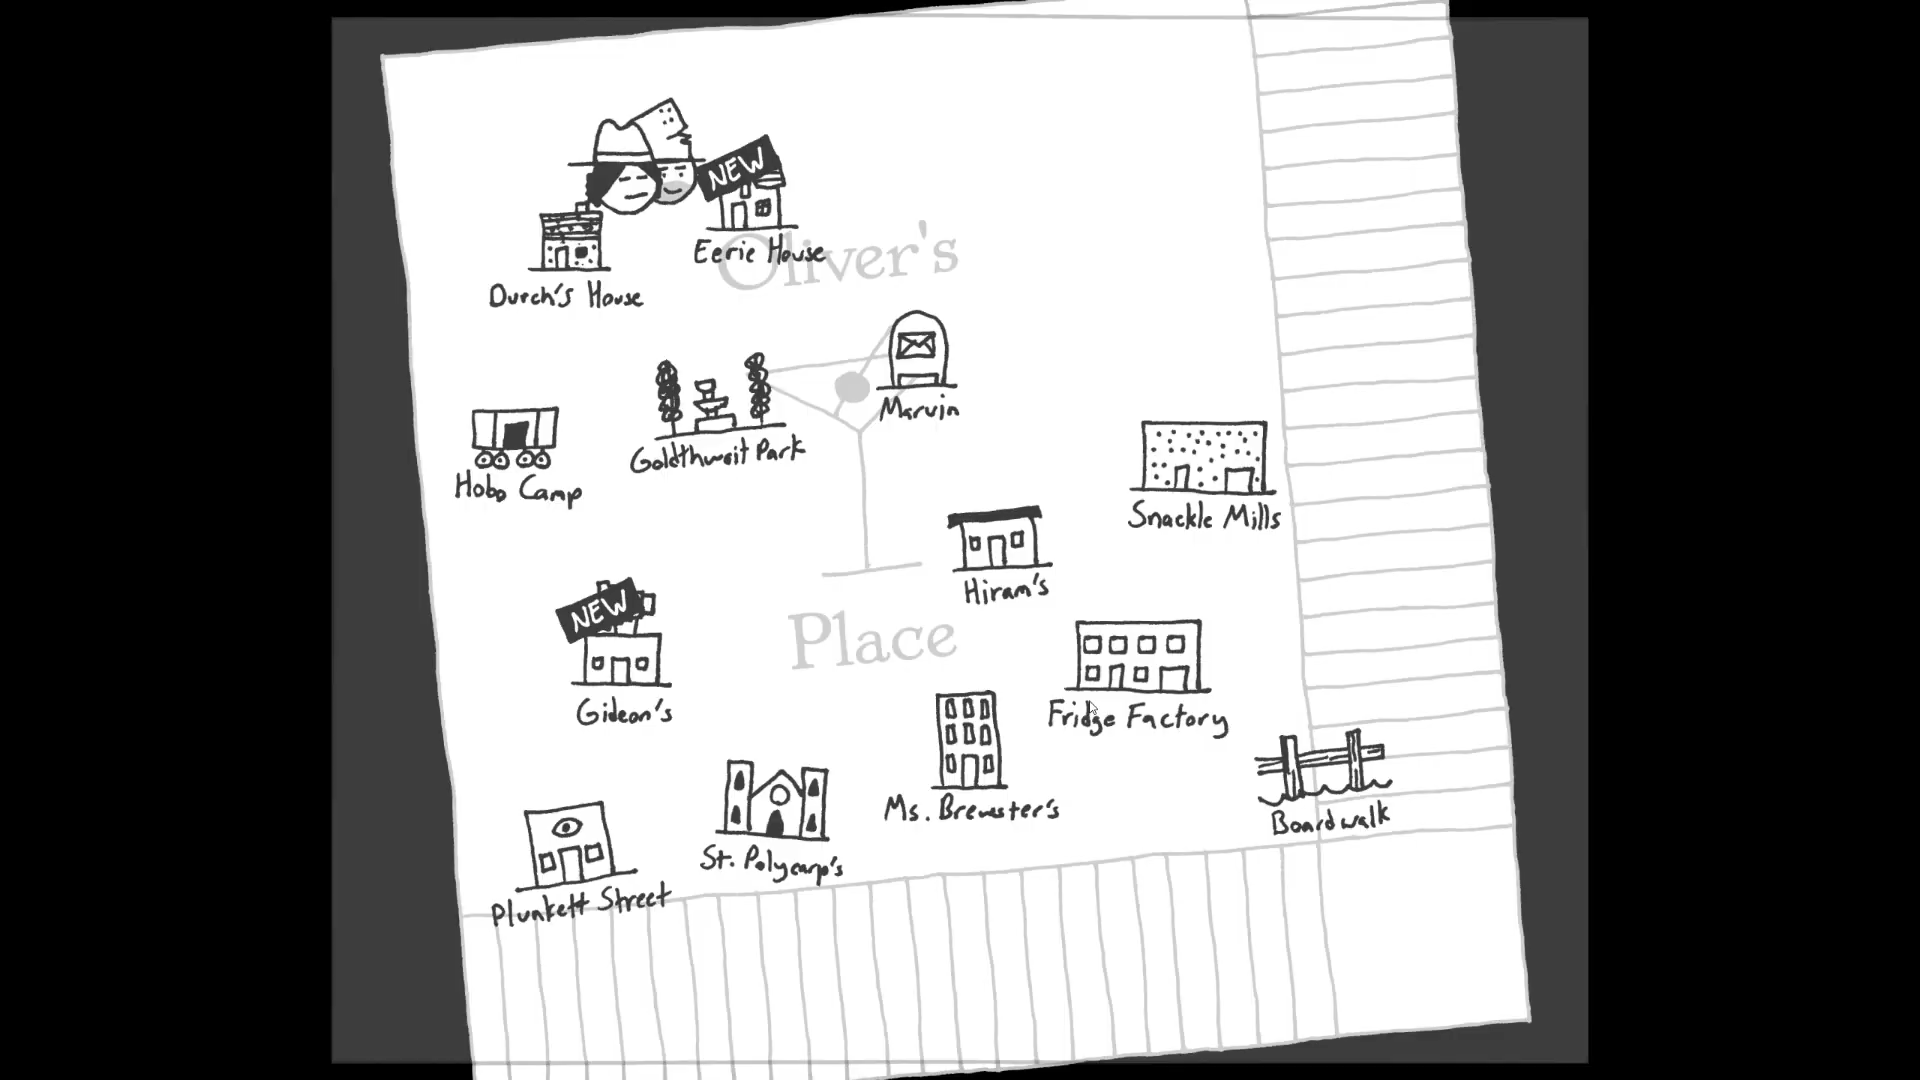 NEW
Eerie House
Oliver's
Durch's House
Marvin
Goldthwait Park
Hobo Camp
Snackle Mills
Hiram's
NEW
Place
Gideon's
Fridge Factory
Ms. Brewster's
Boardwalk
St. Polycarp's
Plunkett Street